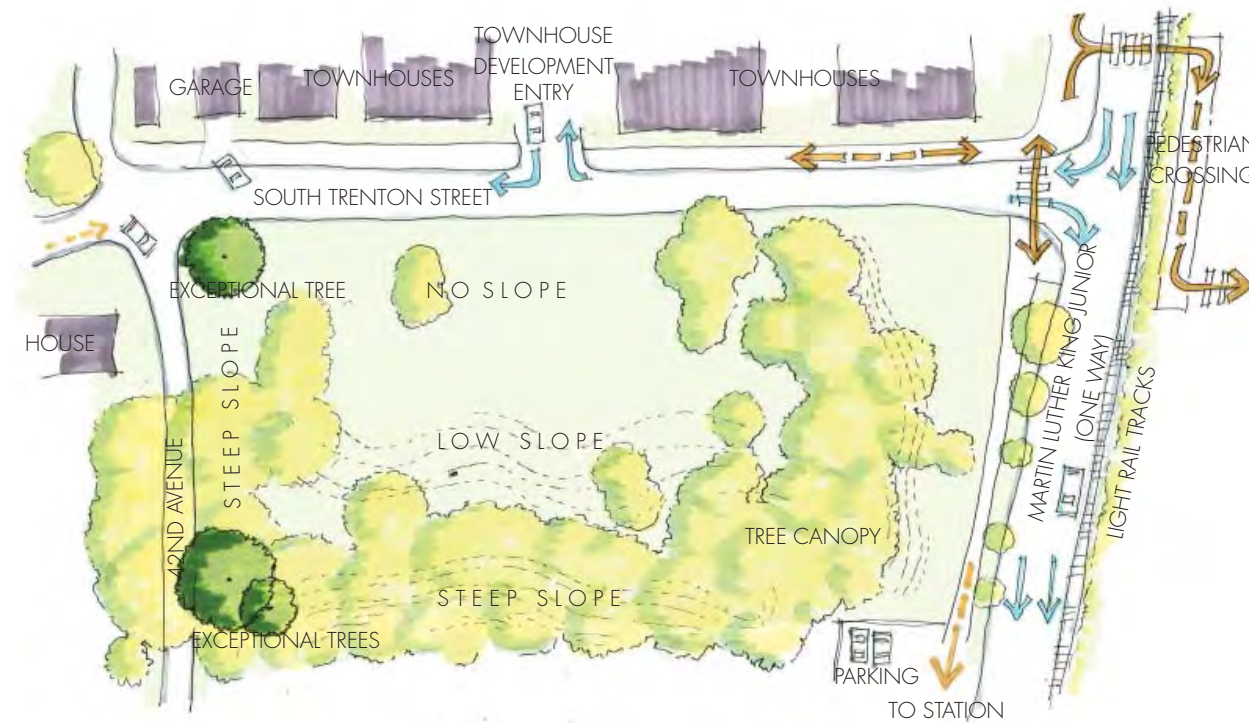 TOWNHOUSE
DEVELOPMENT
ENTRY
GARAGE
TOWNHOUSES
TOWNHOUSES
PEDESTRIAN
CROSSING
SOUTH TRENTON STREET
EXCEPTIONAL TREE
NO SLOPE
HOUSE
STEEP SLOPE
MARTIN LUTHER KING JUNIOR
(ONE WAY)
LIGHT RAIL TRACKS
LOW SLOPE
42ND AVENUE
TREE CANOPY
STEEP SLOPE
EXCEPTIONAL TREES
PARKING
TO STATION